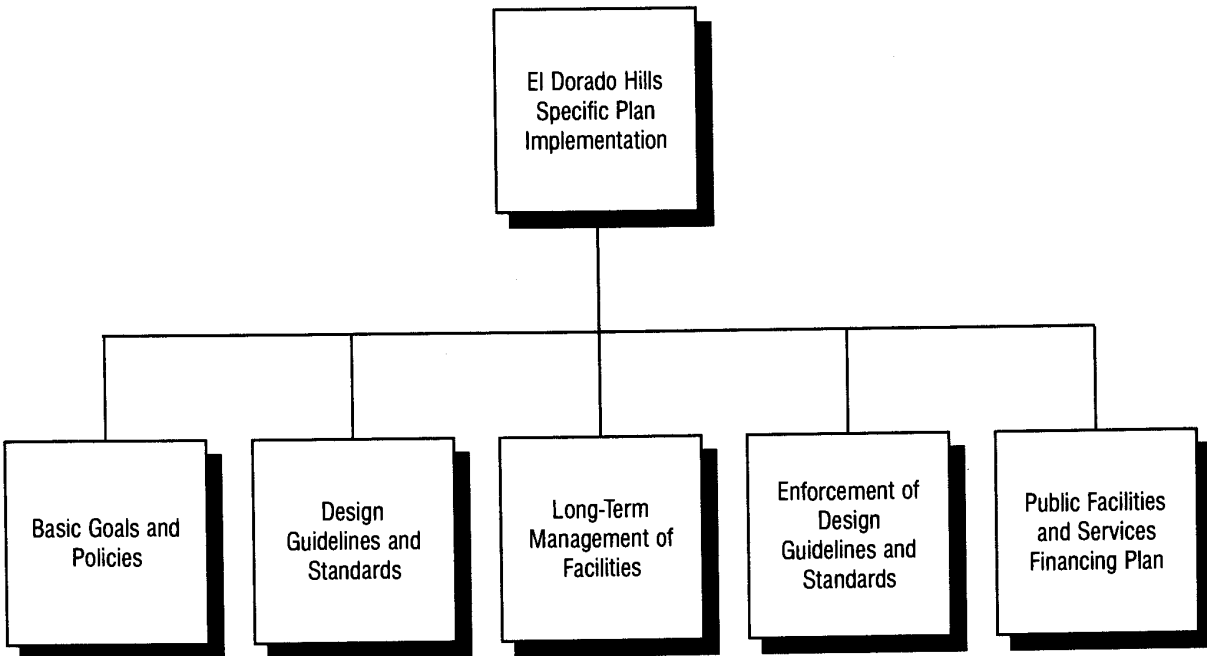 El Dorado Hills
Specific Plan
Implementation
Basic Goals and
Policies
Design
Guidelines and
Standards
Long-Term
Management of
Facilities
Enforcement of
Design
Guidelines and
Standards
Public Facilities
and Services
Financing Plan